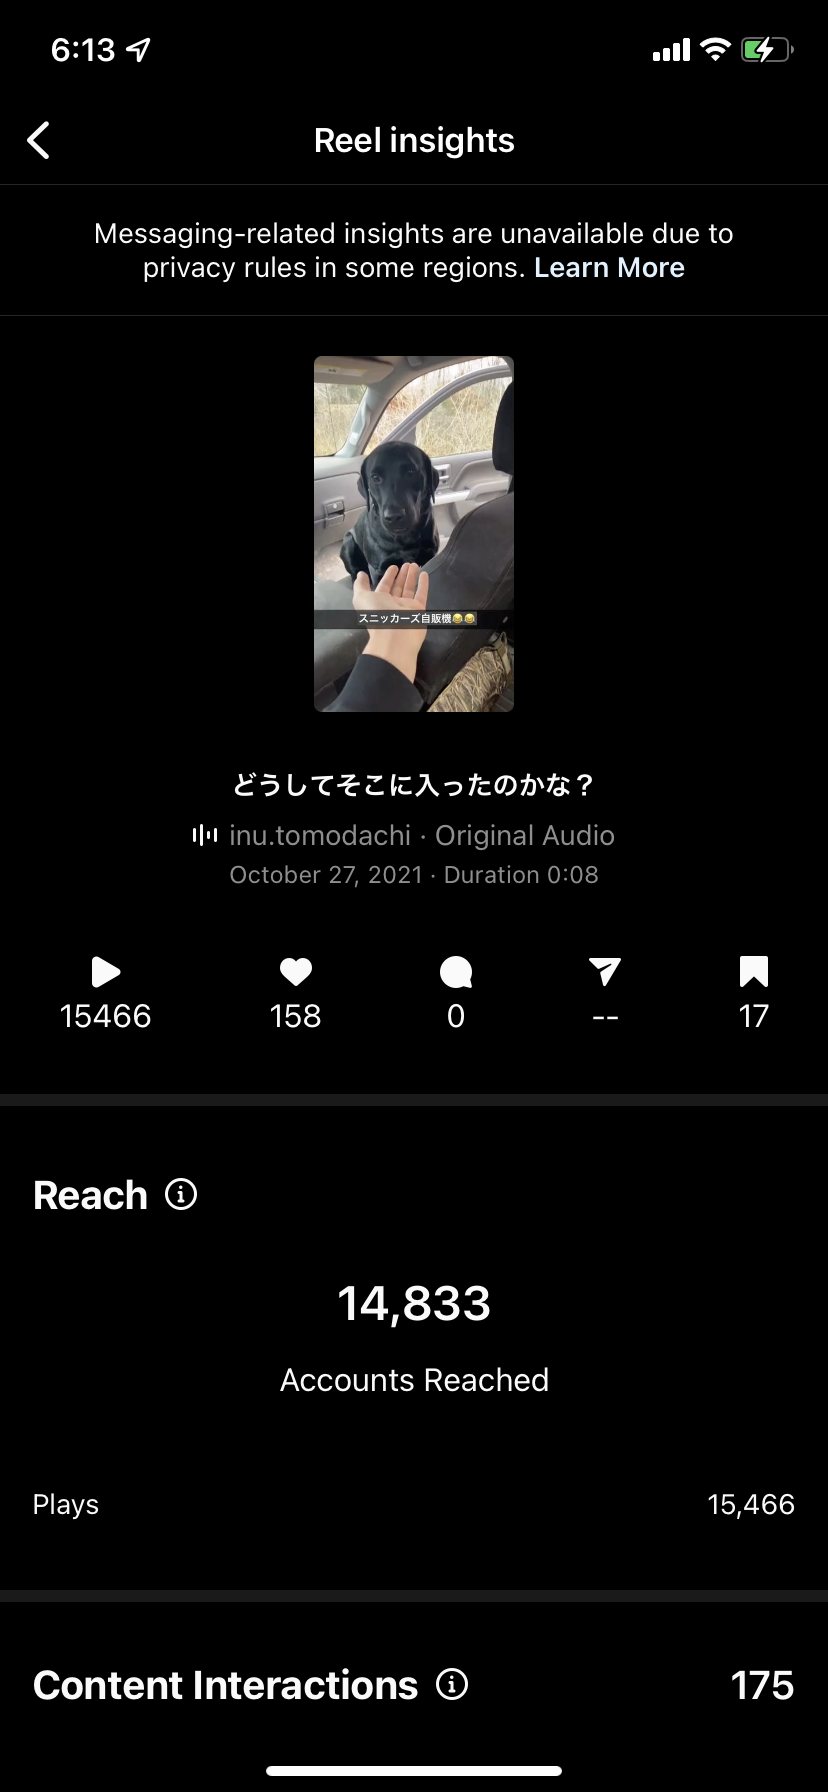 6:13
Reel insights
Messaging-related insights are unavailable due to
privacy rules in some regions. Learn More
スニッカーズ自販機😂😂
どうしてそこに入ったのかな？
inu.tomodachi · Original Audio
October 27, 2021 · Duration 0:08
15466 158 0 -- 17
Reach
14,833
Accounts Reached
Plays 15,466
Content Interactions 175